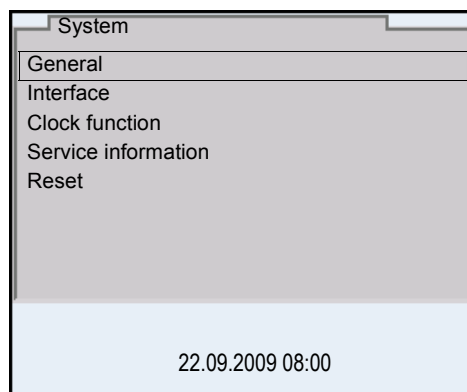 System
General
Interface
Clock function
Service information
Reset
22.09.2009 08:00